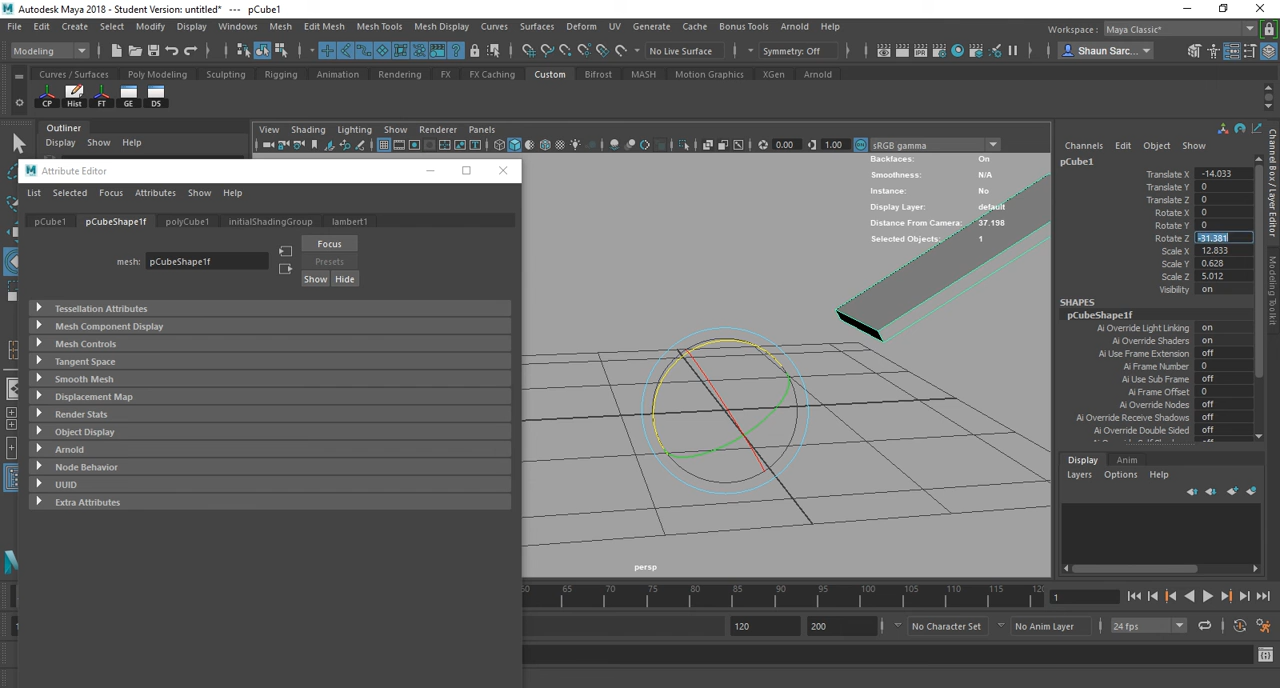 Autodesk Maya 2018 - Student Version: untitled* --- pCube1
File Edit Create Select Modify Display Windows Mesh Edit Mesh Mesh Tools Mesh Display Curves Surfaces Deform UV Generate Cache Bonus Tools Arnold Help
Workspace : Maya Classic*
Modeling No Live Surface Symmetry: Off Shaun Sarc...
Curves / Surfaces Poly Modeling Sculpting Rigging Animation Rendering FX FX Caching Custom Bifrost MASH Motion Graphics XGen Arnold
CP Hist FT GE DS
Outliner
Display Show Help
View Shading Lighting Show Renderer Panels
0.00 1.00 sRGB gamma
Backfaces: On
Smoothness: N/A
Instance: No
Display Layer: default
Distance From Camera: 37.198
Selected Objects: 1
persp
Attribute Editor
List Selected Focus Attributes Show Help
pCube1 pCubeShape1f polyCube1 initialShadingGroup lambert1
mesh: pCubeShape1f
Focus
Presets
Show Hide
Tessellation Attributes
Mesh Component Display
Mesh Controls
Tangent Space
Smooth Mesh
Displacement Map
Render Stats
Object Display
Arnold
Node Behavior
UUID
Extra Attributes
Channels Edit Object Show
pCube1
Translate X -14.033
Translate Y 0
Translate Z 0
Rotate X 0
Rotate Y 0
Rotate Z -31.381
Scale X 12.833
Scale Y 0.628
Scale Z 5.012
Visibility on
SHAPES
pCubeShape1f
Ai Override Light Linking on
Ai Override Shaders on
Ai Use Frame Extension off
Ai Frame Number 0
Ai Use Sub Frame off
Ai Frame Offset 0
Ai Override Nodes off
Ai Override Receive Shadows off
Ai Override Double Sided off
Display Anim
Layers Options Help
Channel Box / Layer Editor
Modeling Toolkit
65 70 75 80 85 90 95 100 105 110 115 120
1
120 200 No Character Set No Anim Layer 24 fps